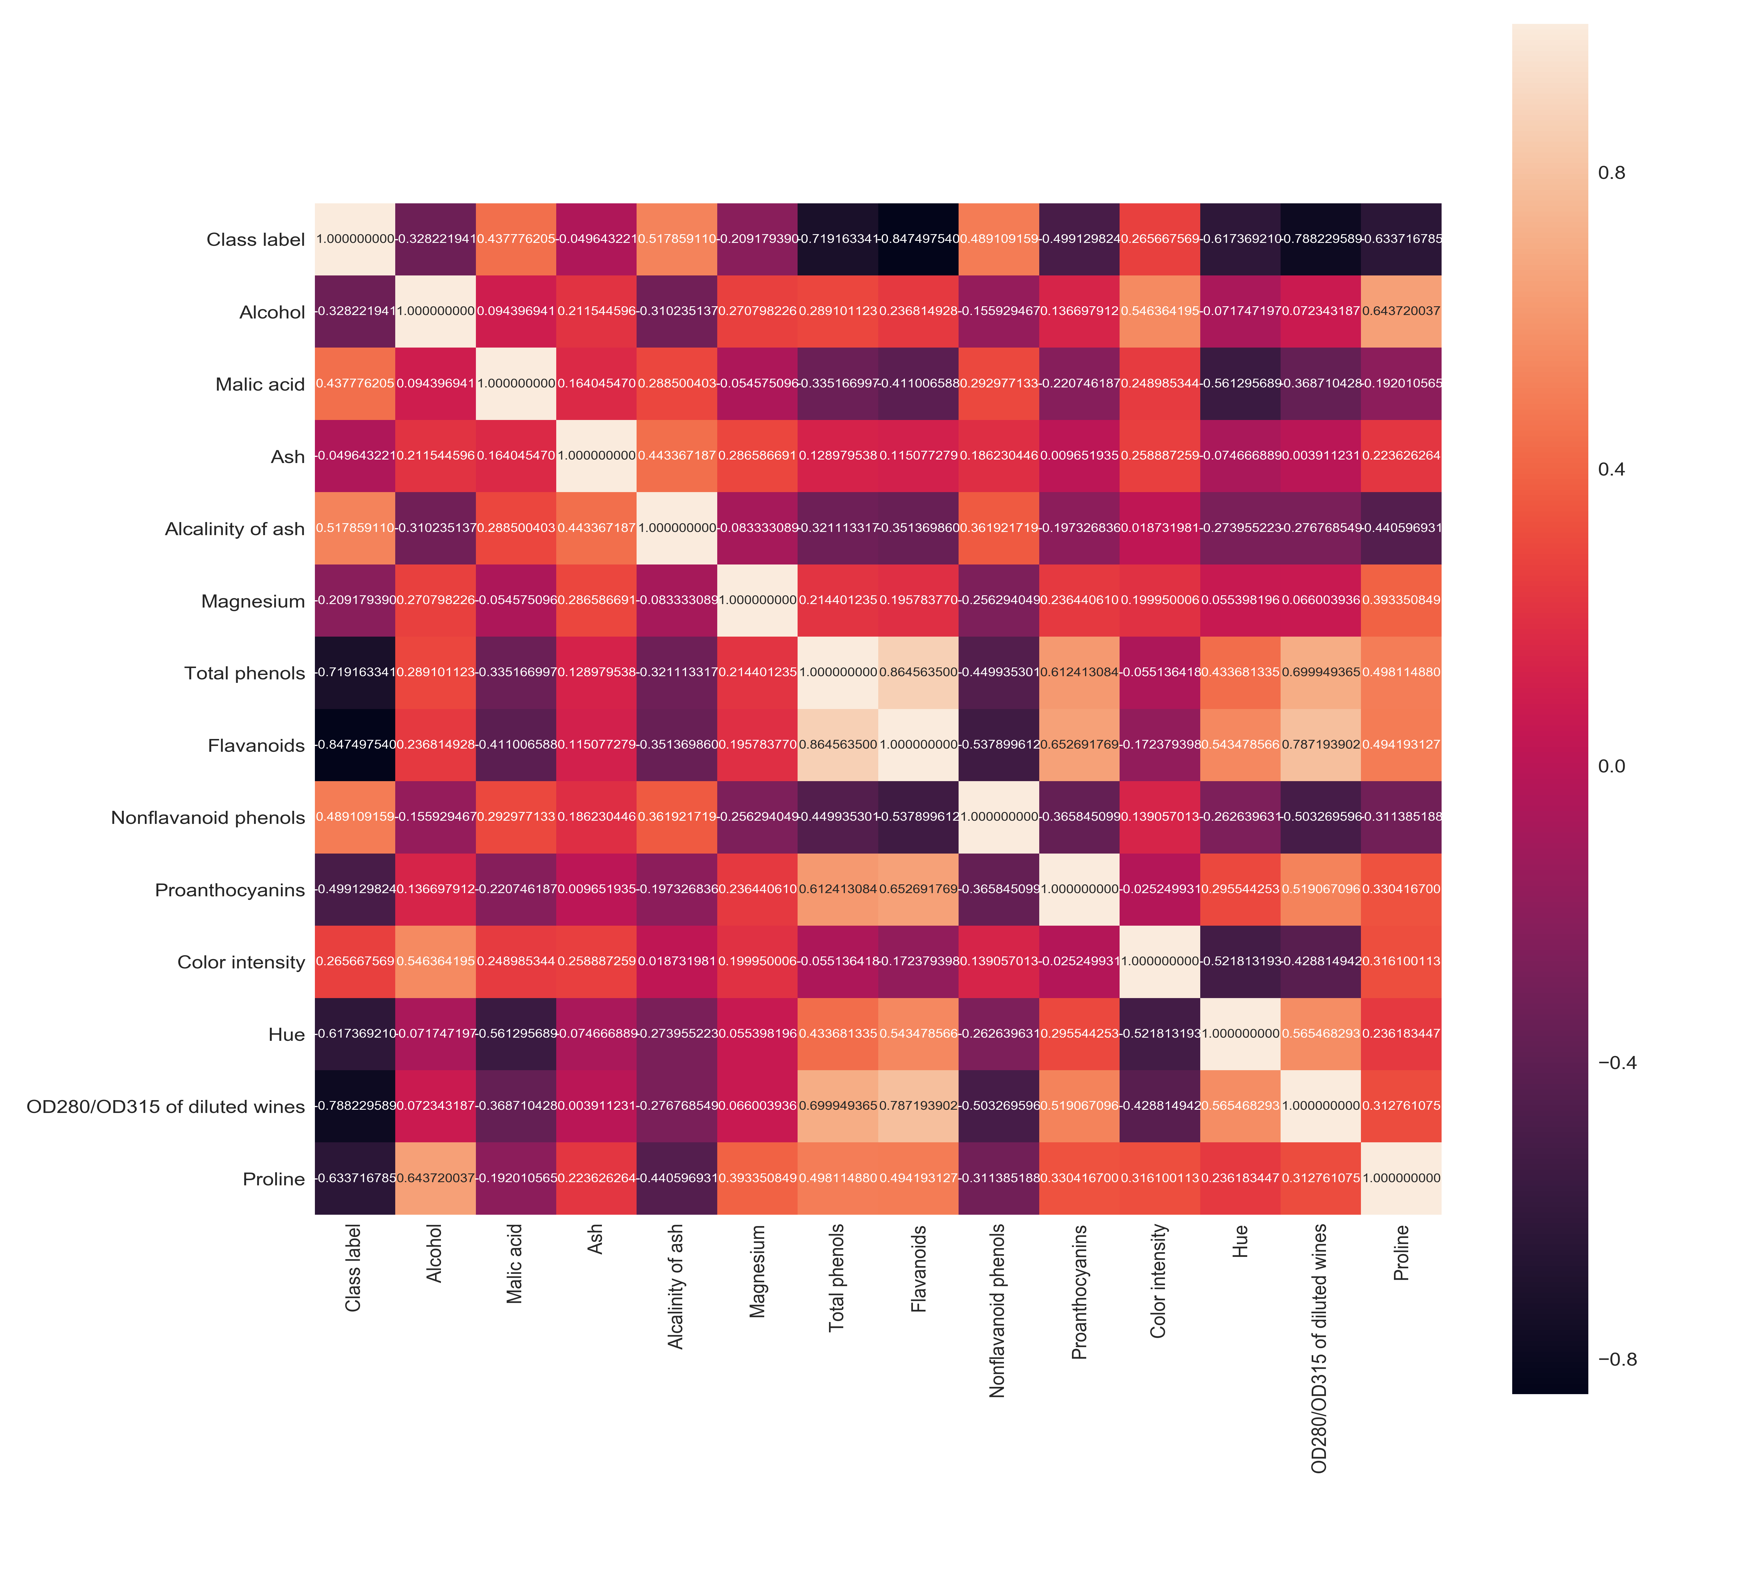 0.8
Class label 1.000000000 -0.328221941 0.437776205 -0.049643221 0.517859110 -0.209179390 -0.719163341 -0.847497540 0.489109159 -0.499129824 0.265667569 -0.617369210 -0.788229589 -0.633716785
Alcohol -0.328221941 1.000000000 0.094396941 0.211544596 -0.310235137 0.270798226 0.289101123 0.236814928 -0.155929467 0.136697912 0.546364195 -0.071747197 0.072343187 0.643720037
Malic acid 0.437776205 0.094396941 1.000000000 0.164045470 0.288500403 -0.054575096 -0.335166997 -0.411006588 0.292977133 -0.220746187 0.248985344 -0.561295689 -0.368710428 -0.192010565
Ash -0.049643221 0.211544596 0.164045470 1.000000000 0.443367187 0.286586691 0.128979538 0.115077279 0.186230446 0.009651935 0.258887259 -0.074666889 0.003911231 0.223626264
0.4
Alcalinity of ash 0.517859110 -0.310235137 0.288500403 0.443367187 1.000000000 -0.083333089 -0.321113317 -0.351369860 0.361921719 -0.197326836 0.018731981 -0.273955223 -0.276768549 -0.440596931
Magnesium -0.209179390 0.270798226 -0.054575096 0.286586691 -0.083333089 1.000000000 0.214401235 0.195783770 -0.256294049 0.236440610 0.199950006 0.055398196 0.066003936 0.393350849
Total phenols -0.719163341 0.289101123 -0.335166997 0.128979538 -0.321113317 0.214401235 1.000000000 0.864563500 -0.449935301 0.612413084 -0.055136418 0.433681335 0.699949365 0.498114880
Flavanoids -0.847497540 0.236814928 -0.411006588 0.115077279 -0.351369860 0.195783770 0.864563500 1.000000000 -0.537899612 0.652691769 -0.172379398 0.543478566 0.787193902 0.494193127
0.0
Nonflavanoid phenols 0.489109159 -0.155929467 0.292977133 0.186230446 0.361921719 -0.256294049 -0.449935301 -0.537899612 1.000000000 -0.365845099 0.139057013 -0.262639631 -0.503269596 -0.311385188
Proanthocyanins -0.499129824 0.136697912 -0.220746187 0.009651935 -0.197326836 0.236440610 0.612413084 0.652691769 -0.365845099 1.000000000 -0.025249931 0.295544253 0.519067096 0.330416700
Color intensity 0.265667569 0.546364195 0.248985344 0.258887259 0.018731981 0.199950006 -0.055136418 -0.172379398 0.139057013 -0.025249931 1.000000000 -0.521813193 -0.428814942 0.316100113
Hue -0.617369210 -0.071747197 -0.561295689 -0.074666889 -0.273955223 0.055398196 0.433681335 0.543478566 -0.262639631 0.295544253 -0.521813193 1.000000000 0.565468293 0.236183447
−0.4
OD280/OD315 of diluted wines -0.788229589 0.072343187 -0.368710428 0.003911231 -0.276768549 0.066003936 0.699949365 0.787193902 -0.503269596 0.519067096 -0.428814942 0.565468293 1.000000000 0.312761075
Proline -0.633716785 0.643720037 -0.192010565 0.223626264 -0.440596931 0.393350849 0.498114880 0.494193127 -0.311385188 0.330416700 0.316100113 0.236183447 0.312761075 1.000000000
Class label
Alcohol
Malic acid
Ash
Alcalinity of ash
Magnesium
Total phenols
Flavanoids
Nonflavanoid phenols
Proanthocyanins
Color intensity
Hue
OD280/OD315 of diluted wines
Proline
−0.8